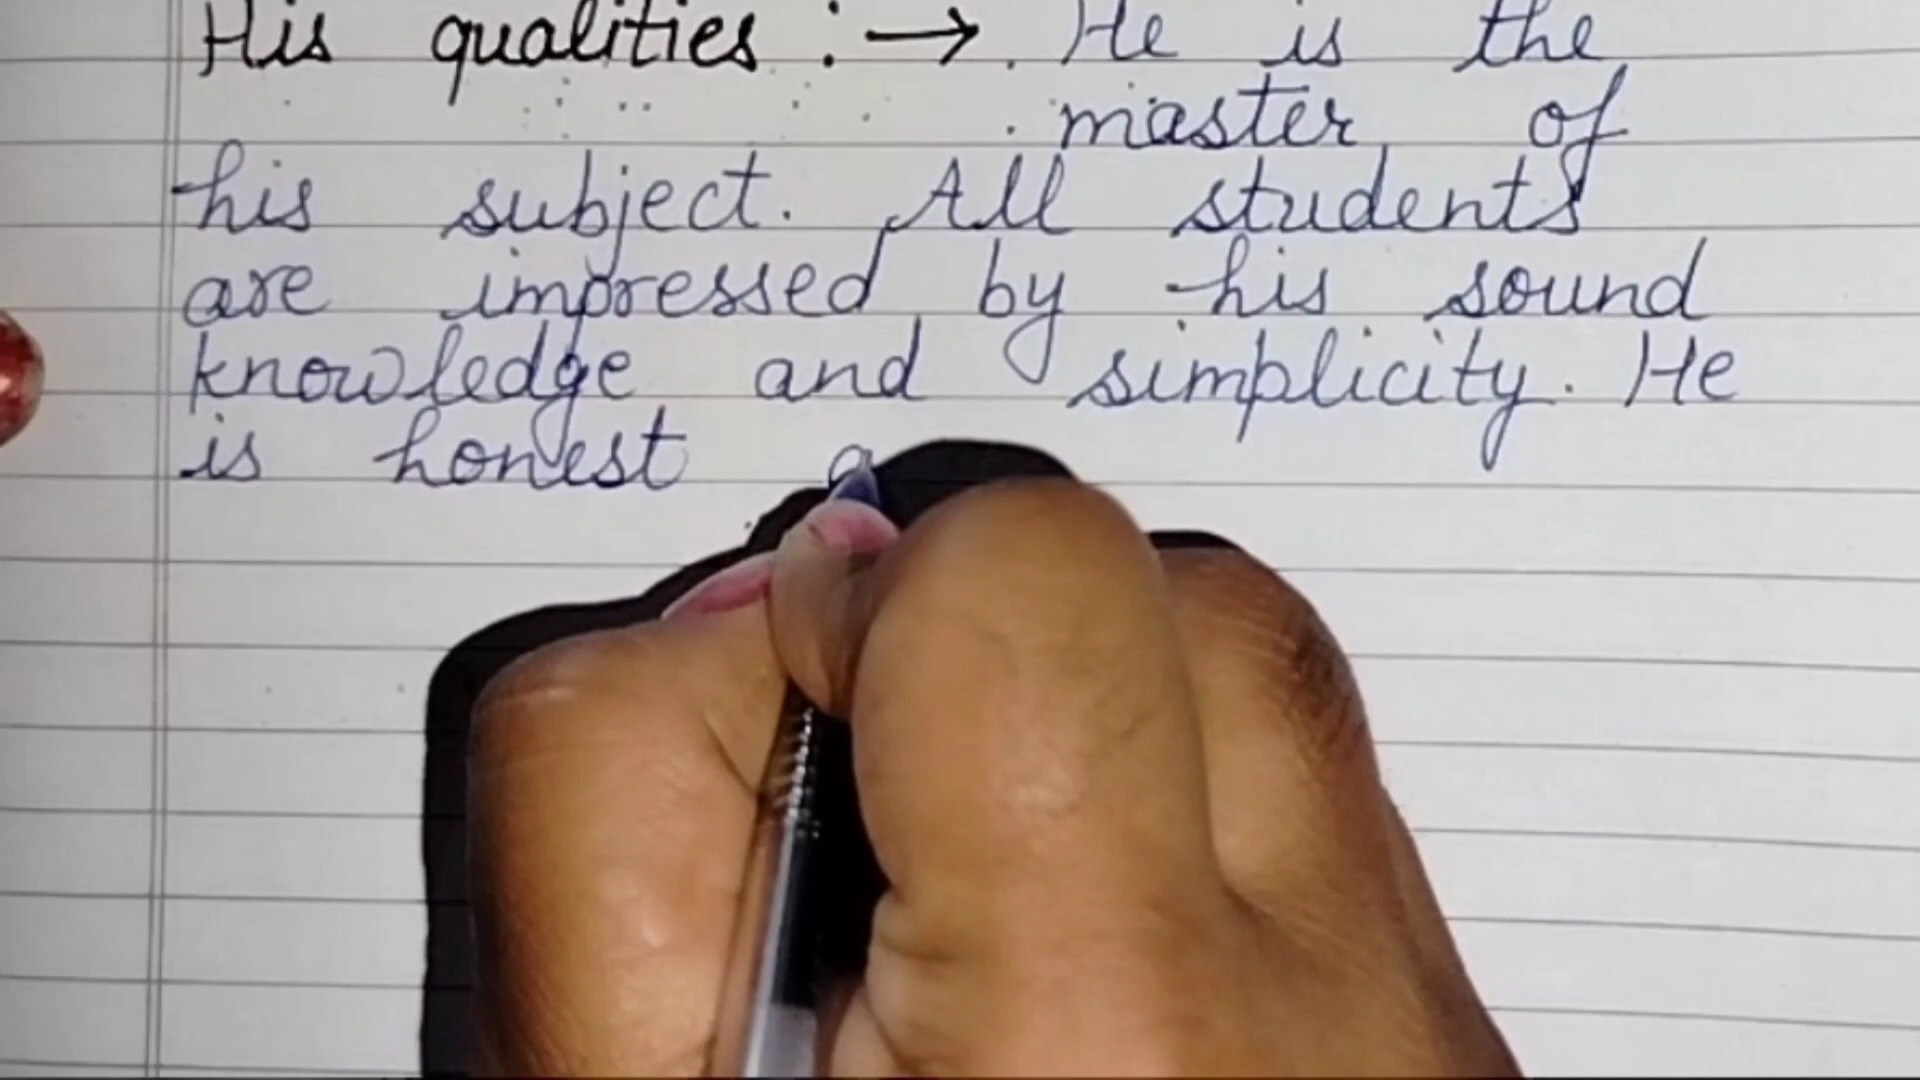 His qualities :→ He is the
master of
his subject. All students
are impressed by his sound
knowledge and simplicity. He
is honest a